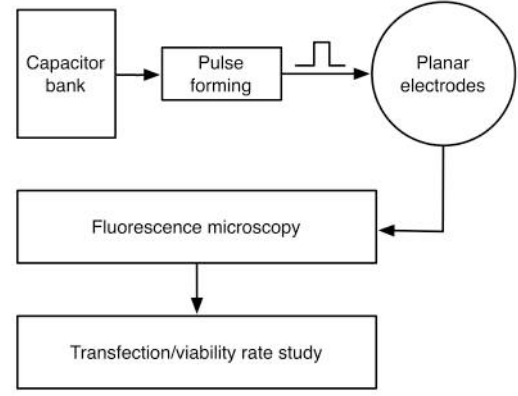 Capacitor
bank
Pulse
forming
Planar
electrodes
Fluorescence microscopy
Transfection/viability rate study